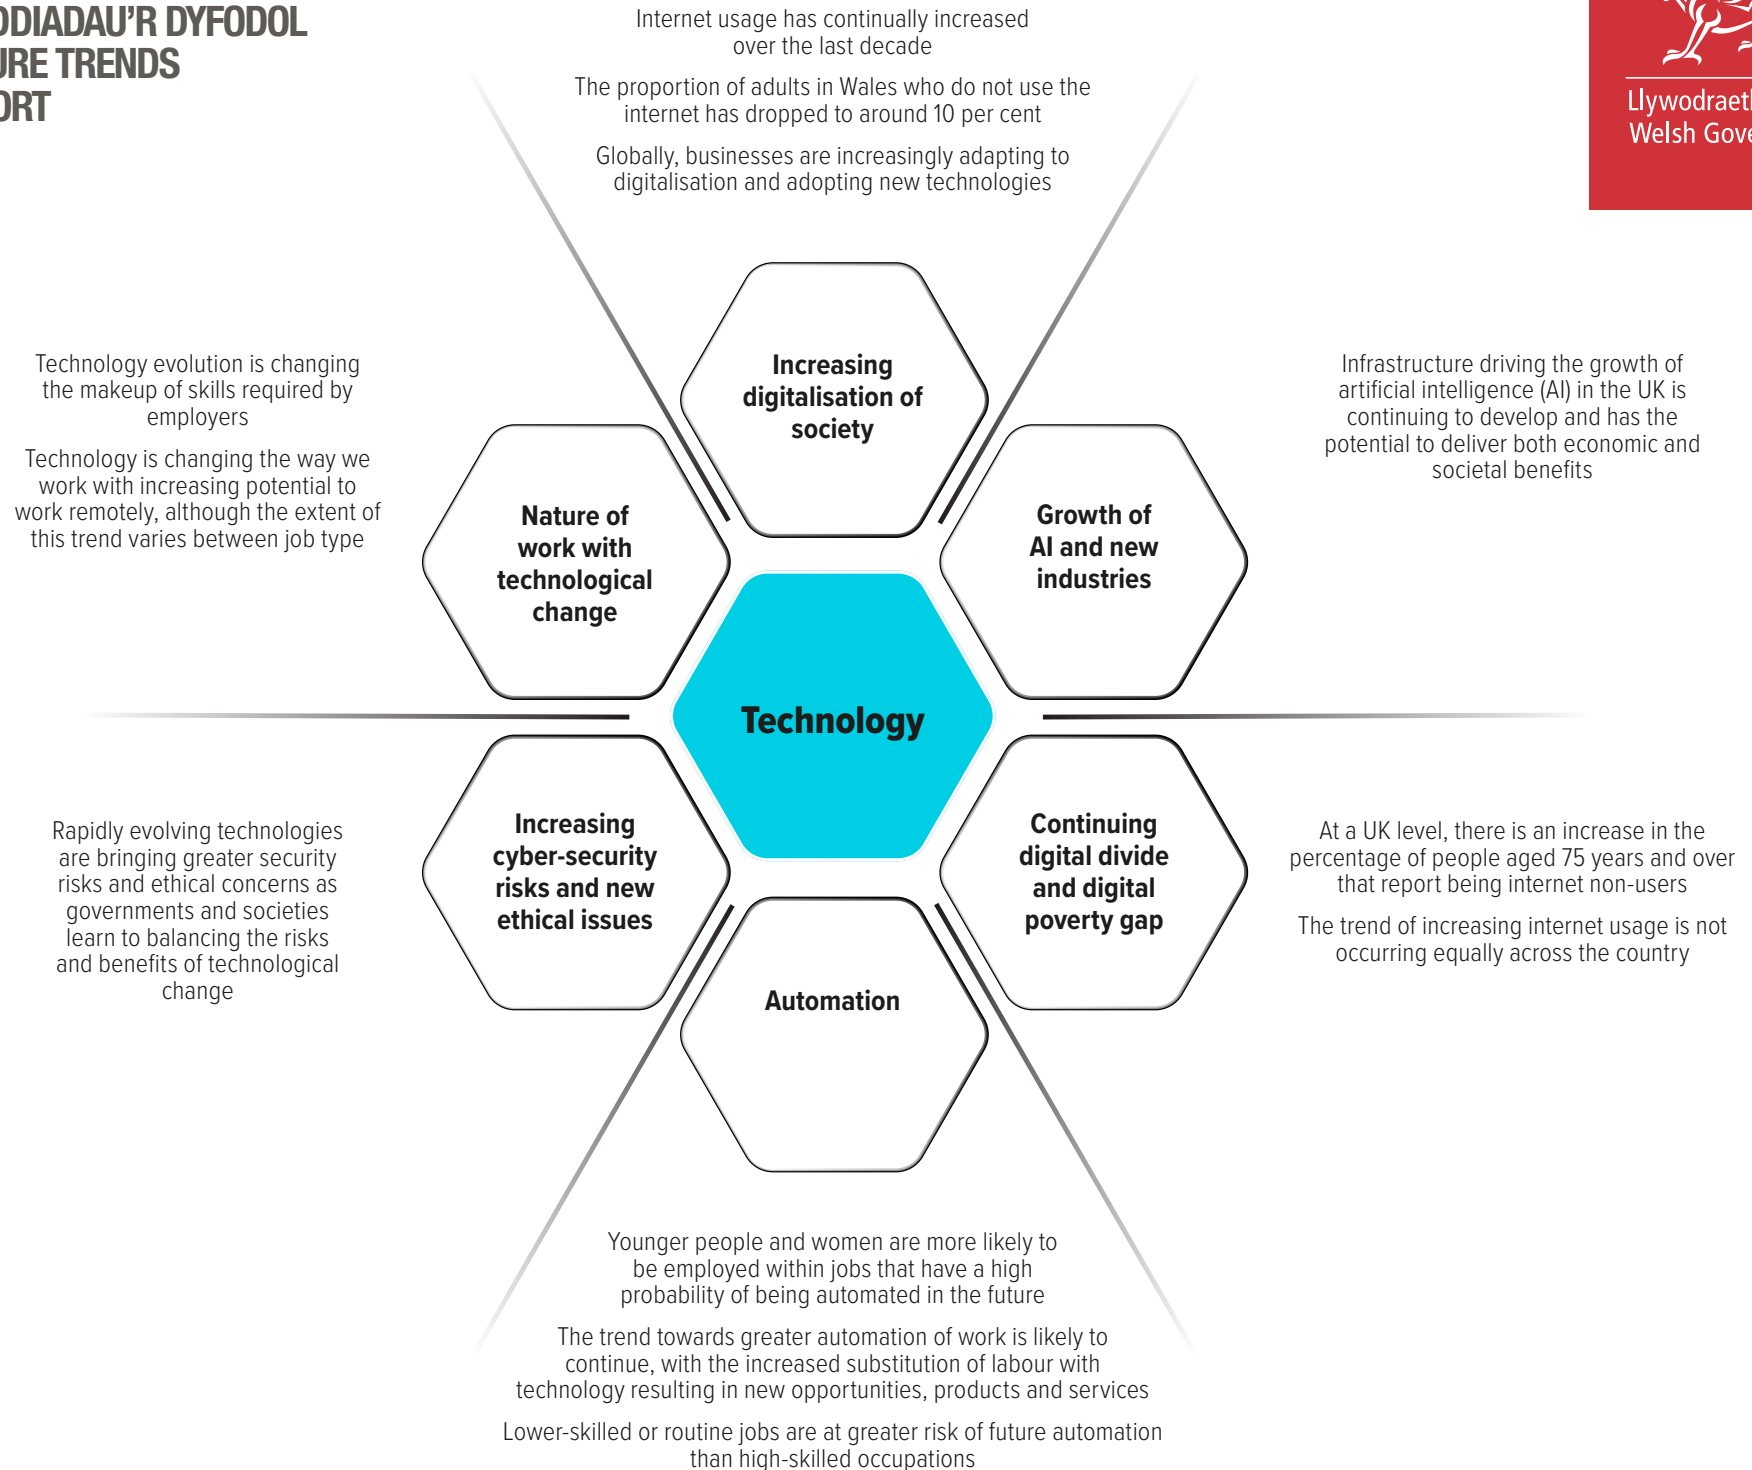 DYFODOL
TRENDS
Internet usage has continually increased
over the last decade
The proportion of adults in Wales who do not use the
internet has dropped to around 10 per cent
Globally, businesses are increasingly adapting to
digitalisation and adopting new technologies
Welsh
Increasing
digitalisation of
society
Technology evolution is changing
the makeup of skills required by
employers
Technology is changing the way we
work with increasing potential to
work remotely, although the extent of
this trend varies between job type
Nature of
work with
technological
change
Growth of
AI and new
industries
Infrastructure driving the growth of
artificial intelligence (AI) in the UK is
continuing to develop and has the
potential to deliver both economic and
societal benefits
Technology
Rapidly evolving technologies
are bringing greater security
risks and ethical concerns as
governments and societies
learn to balancing the risks
and benefits of technological
change
Increasing
cyber-security
risks and new
ethical issues
Continuing
digital divide
and digital
poverty gap
At a UK level, there is an increase in the
percentage of people aged 75 years and over
that report being internet non-users
The trend of increasing internet usage is not
occurring equally across the country
Automation
Younger people and women are more likely to
be employed within jobs that have a high
probability of being automated in the future
The trend towards greater automation of work is likely to
continue, with the increased substitution of labour with
technology resulting in new opportunities, products and services
Lower-skilled or routine jobs are at greater risk of future automation
than high-skilled occupations